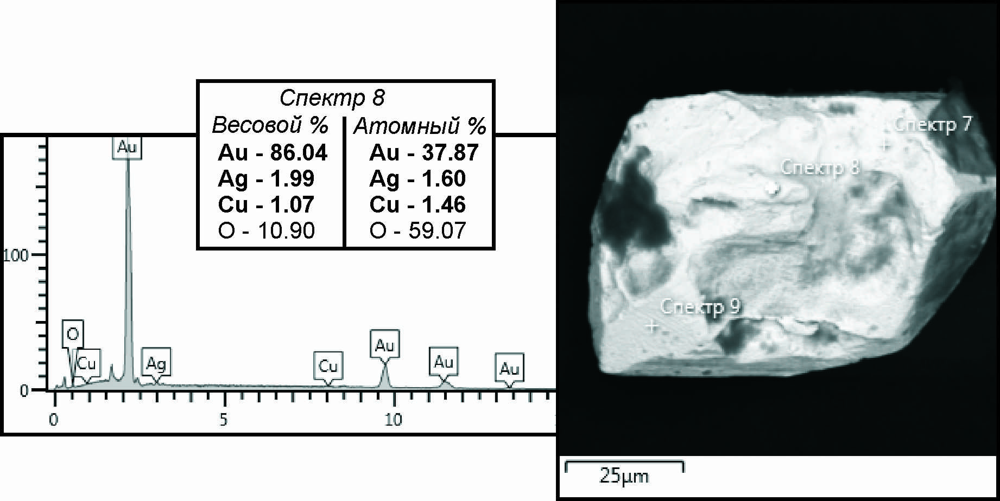 Спектр 8
Весовой % Атомный %
Au - 86.04 Au - 37.87
Ag - 1.99 Ag - 1.60
Cu - 1.07 Cu - 1.46
O - 10.90 O - 59.07
Au
100
O
Cu
Ag
Cu
Au
Au
Au
0
0 5 10
Спектр 7
Спектр 8
Спектр 9
25µm